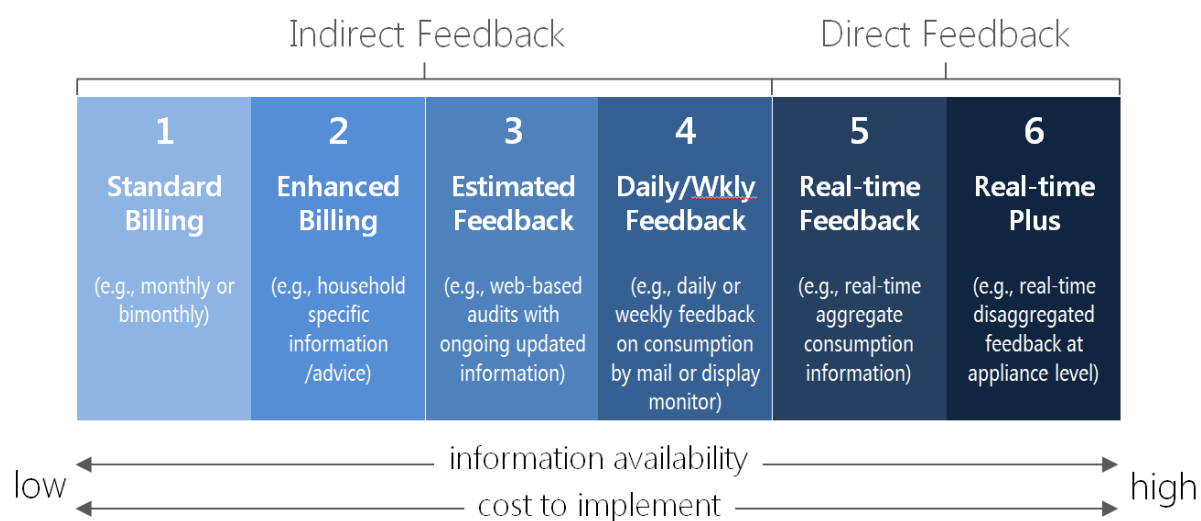 Indirect Feedback
Direct Feedback
1
Standard
Billing
(e.g., monthly or
bimonthly)
2
Enhanced
Billing
(e.g., household
specific
information
/advice)
3
Estimated
Feedback
(e.g., web-based
audits with
ongoing updated
information)
4
Daily/Wkly
Feedback
(e.g., daily or
weekly feedback
on consumption
by mail or display
monitor)
5
Real-time
Feedback
(e.g., real-time
aggregate
consumption
information)
6
Real-time
Plus
(e.g., real-time
disaggregated
feedback at
appliance level)
low
information availability
cost to implement
high